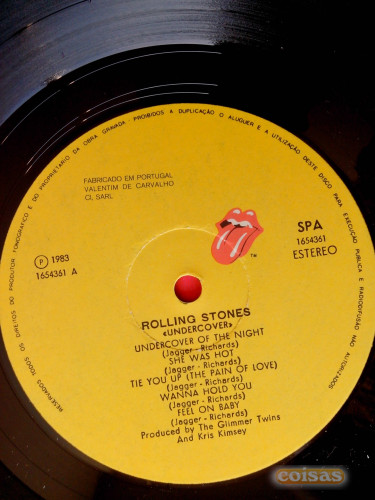 RESERVADOS TODOS OS DIREITOS DO PRODUTOR FONOGRAFICO E DO PROPRIETARIO DA OBRA GRAVADA · PROIBIDOS A DUPLICAÇÃO O ALUGUER E A UTILIZAÇÃO DESTE DISCO PARA EXECUÇÃO PUBLICA E RADIODIFUSÃO NÃO AUTORIZADOS
FABRICADO EM PORTUGAL
VALENTIM DE CARVALHO
CI, SARL
SPA
1654361
ESTEREO
P 1983
1654361 A
TM
ROLLING STONES
«UNDERCOVER»
UNDERCOVER OF THE NIGHT
(Jagger - Richards)
SHE WAS HOT
(Jagger - Richards)
TIE YOU UP (THE PAIN OF LOVE)
(Jagger - Richards)
WANNA HOLD YOU
(Jagger - Richards)
FEEL ON BABY
(Jagger - Richards)
Produced by The Glimmer Twins
And Kris Kimsey
coisas